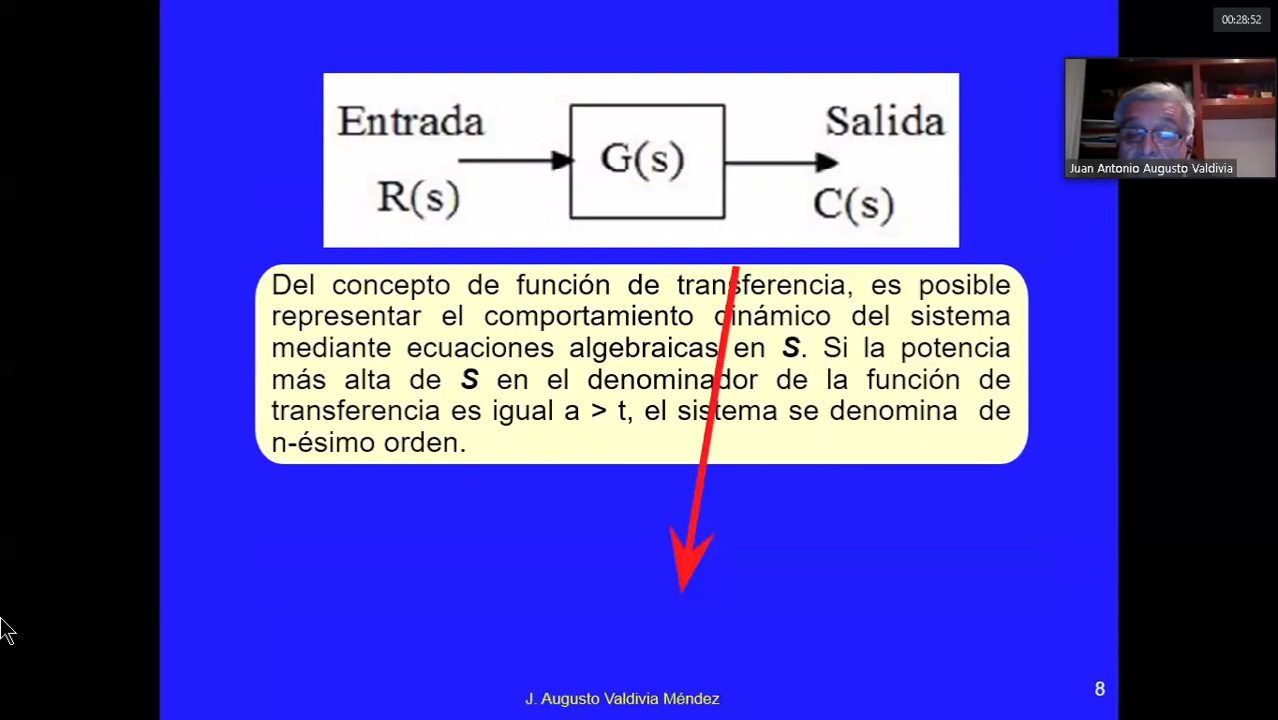 00:28:52
Entrada
Salida
G(s)
R(s)
C(s)
Juan Antonio Augusto Valdivia
Del concepto de función de transferencia, es posible
representar el comportamiento dinámico del sistema
mediante ecuaciones algebraicas en S. Si la potencia
más alta de S en el denominador de la función de
transferencia es igual a > t, el sistema se denomina de
n-ésimo orden.
J. Augusto Valdivia Méndez
8